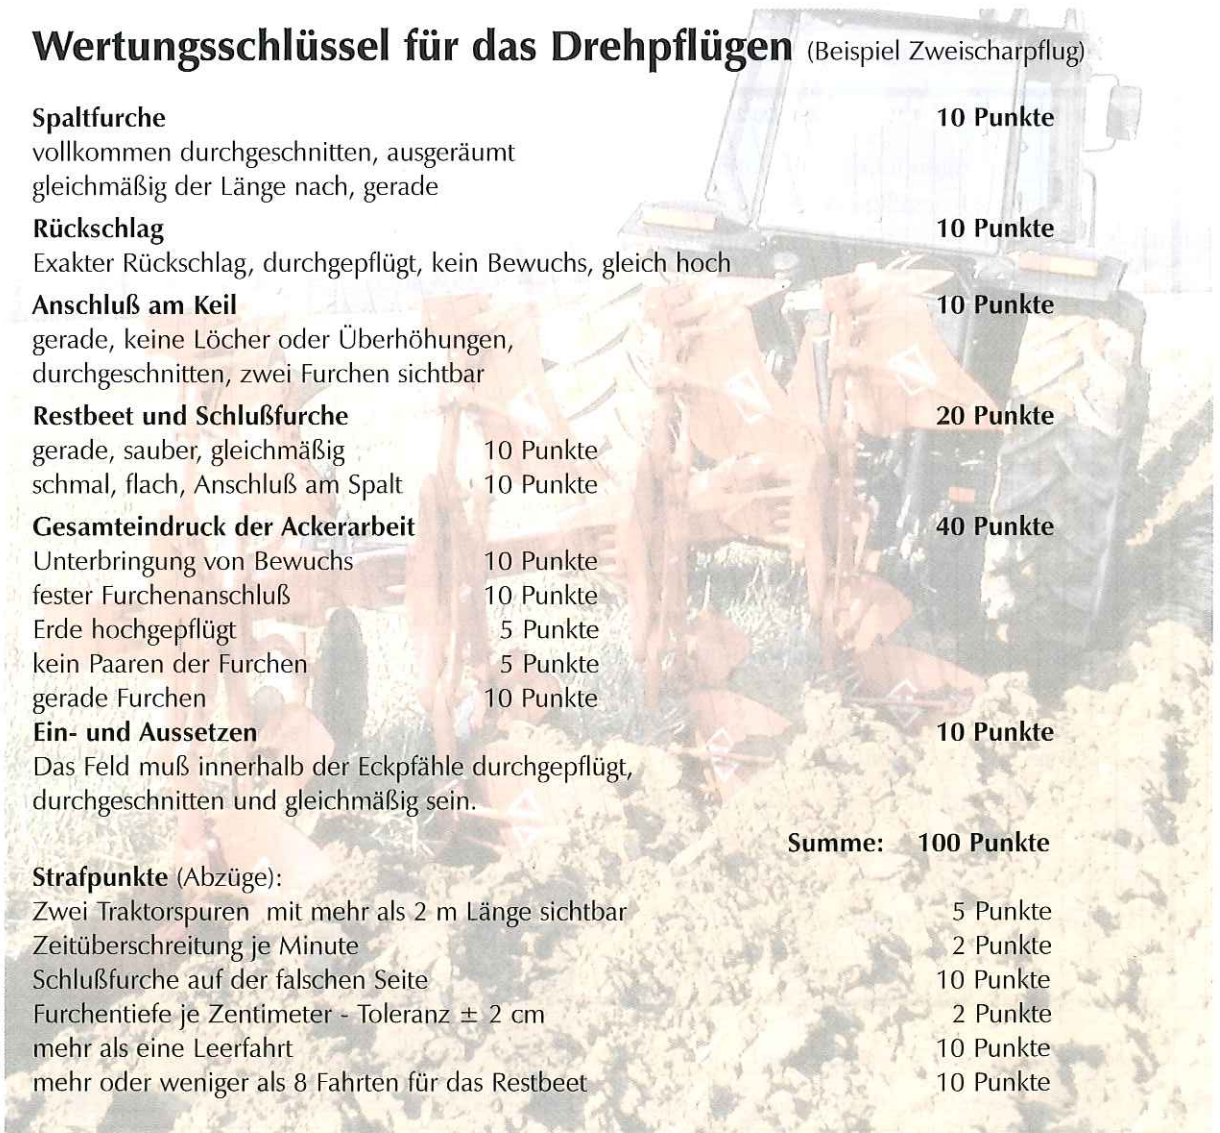 Wertungsschlüssel für das Drehpflügen (Beispiel Zweischarpflug)
Spaltfurche 10 Punkte
vollkommen durchgeschnitten, ausgeräumt
gleichmäßig der Länge nach, gerade
Rückschlag 10 Punkte
Exakter Rückschlag, durchgepflügt, kein Bewuchs, gleich hoch
Anschluß am Keil 10 Punkte
gerade, keine Löcher oder Überhöhungen,
durchgeschnitten, zwei Furchen sichtbar
Restbeet und Schlußfurche 20 Punkte
gerade, sauber, gleichmäßig 10 Punkte
schmal, flach, Anschluß am Spalt 10 Punkte
Gesamteindruck der Ackerarbeit 40 Punkte
Unterbringung von Bewuchs 10 Punkte
fester Furchenanschluß 10 Punkte
Erde hochgepflügt 5 Punkte
kein Paaren der Furchen 5 Punkte
gerade Furchen 10 Punkte
Ein- und Aussetzen 10 Punkte
Das Feld muß innerhalb der Eckpfähle durchgepflügt,
durchgeschnitten und gleichmäßig sein.
Summe: 100 Punkte
Strafpunkte (Abzüge):
Zwei Traktorspuren mit mehr als 2 m Länge sichtbar 5 Punkte
Zeitüberschreitung je Minute 2 Punkte
Schlußfurche auf der falschen Seite 10 Punkte
Furchentiefe je Zentimeter - Toleranz ± 2 cm 2 Punkte
mehr als eine Leerfahrt 10 Punkte
mehr oder weniger als 8 Fahrten für das Restbeet 10 Punkte